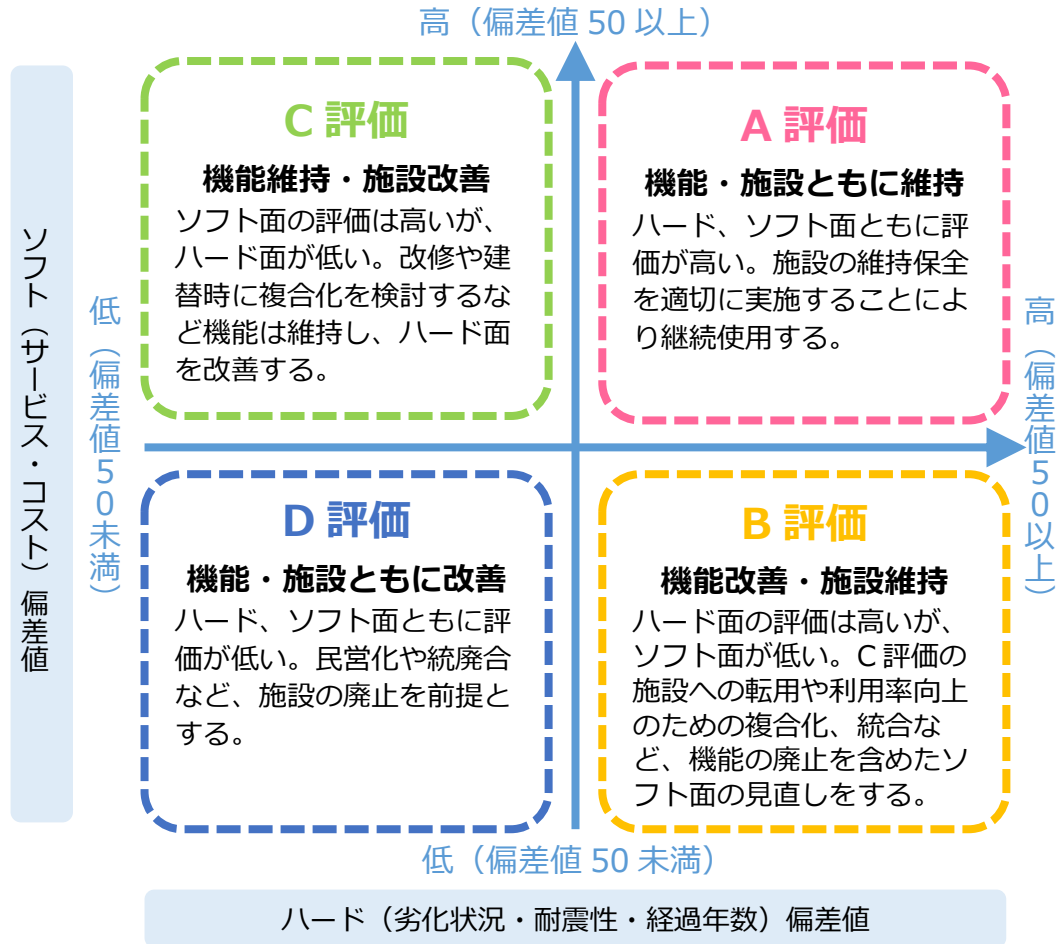 高（偏差値 50 以上）
C 評価
機能維持・施設改善
ソフト面の評価は高いが、
ハード面が低い。改修や建
替時に複合化を検討するな
ど機能は維持し、ハード面
を改善する。
A 評価
機能・施設ともに維持
ハード、ソフト面ともに評
価が高い。施設の維持保全
を適切に実施することによ
り継続使用する。
ソフト（サービス・コスト）偏差値
低（偏差値50未満）
高（偏差値50以上）
D 評価
機能・施設ともに改善
ハード、ソフト面ともに評
価が低い。民営化や統廃合
など、施設の廃止を前提と
する。
B 評価
機能改善・施設維持
ハード面の評価は高いが、
ソフト面が低い。C 評価の
施設への転用や利用率向上
のための複合化、統合な
ど、機能の廃止を含めたソ
フト面の見直しをする。
低（偏差値 50 未満）
ハード（劣化状況・耐震性・経過年数）偏差値